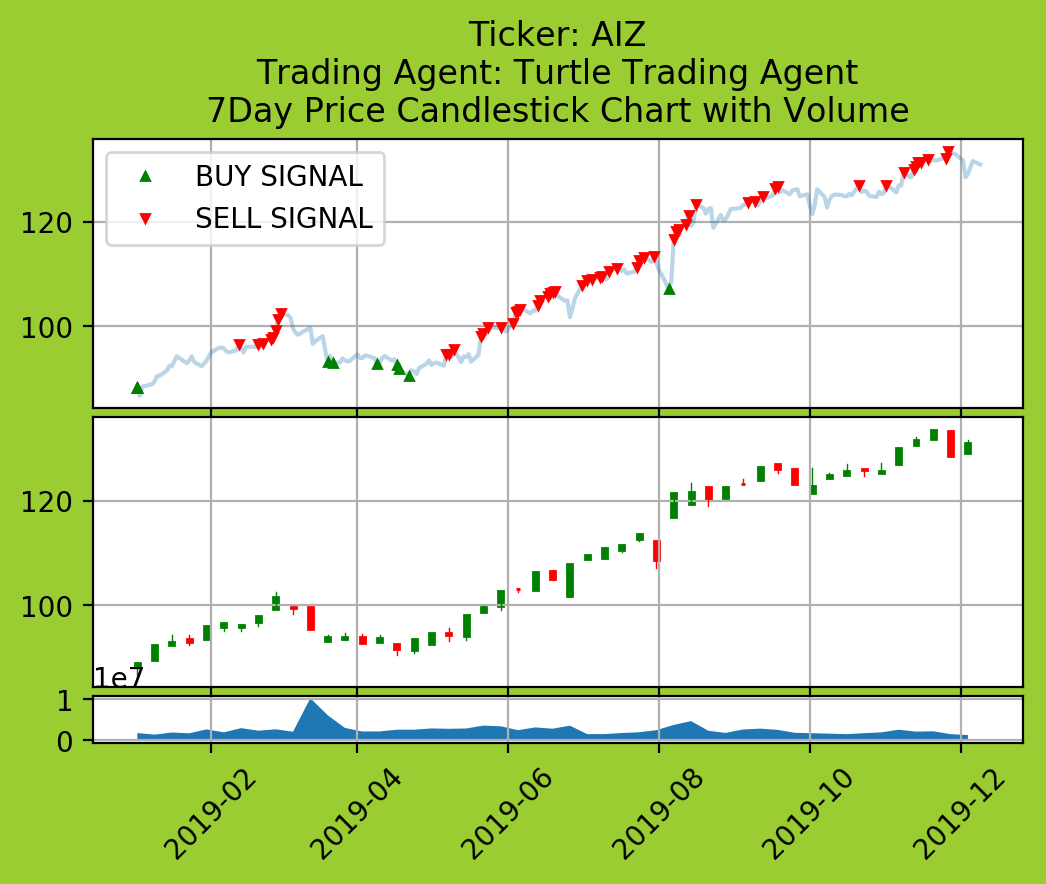 Ticker: AIZ
Trading Agent: Turtle Trading Agent
7Day Price Candlestick Chart with Volume
BUY SIGNAL
SELL SIGNAL
120
100
120
100
1e7
1
0
2019-02
2019-04
2019-06
2019-08
2019-10
2019-12